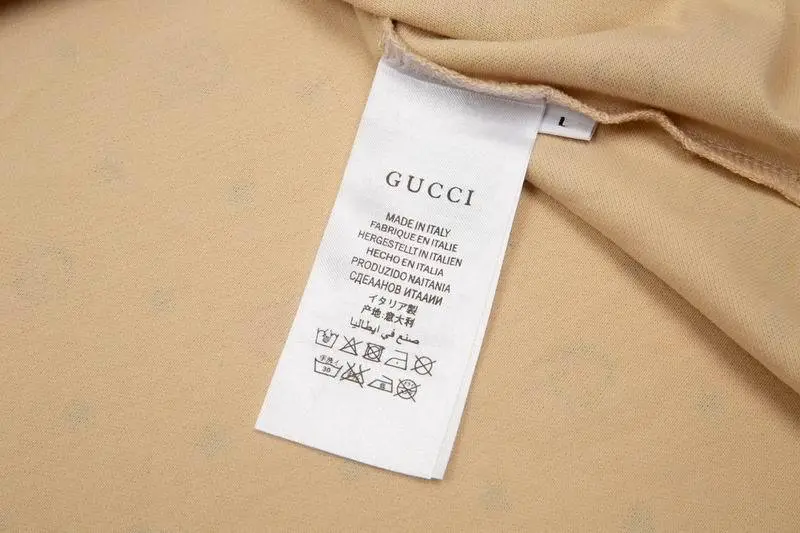 L
GUCCI
MADE IN ITALY
FABRIQUE EN ITALIE
HERGESTELLT IN ITALIEN
HECHO EN ITALIA
PRODUZIDO NAITANIA
СДЕААНОВ ИТААИИ
イタリア製
产地:意大利
صنع في ايطاليا
30